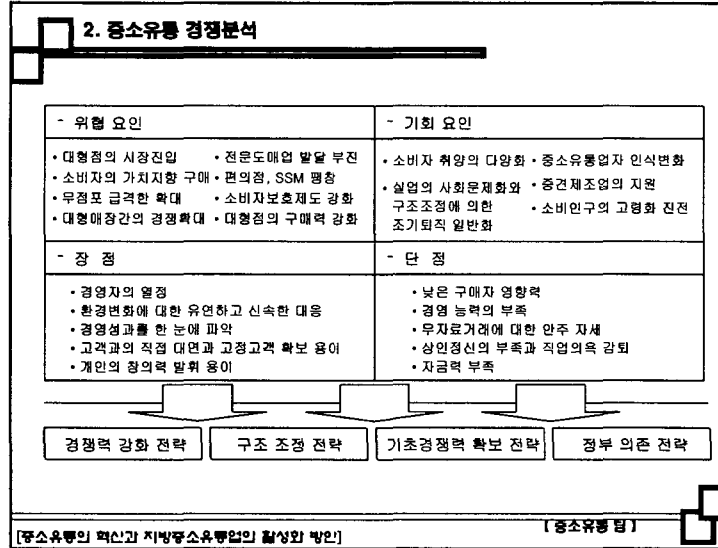 2. 중소유통 경쟁분석
- 위협 요인
• 대형점의 시장진입 • 전문도매업 발달 부진
• 소비자의 가치지향 구매 • 편의점, SSM 팽창
• 무점포 급격한 확대 • 소비자보호제도 강화
• 대형매장간의 경쟁확대 • 대형점의 구매력 강화
- 기회 요인
• 소비자 취양의 다양화 • 중소유통업자 인식변화
• 실업의 사회문제화와 • 중견제조업의 지원
구조조정에 의한 • 소비인구의 고령화 진전
조기퇴직 일반화
- 장 점
• 경영자의 열정
• 환경변화에 대한 유연하고 신속한 대응
• 경영성과를 한 눈에 파악
• 고객과의 직접 대면과 고정고객 확보 용이
• 개인의 창의력 발휘 용이
- 단 점
• 낮은 구매자 영향력
• 경영 능력의 부족
• 무자료거래에 대한 안주 자세
• 상인정신의 부족과 직업의욕 감퇴
• 자금력 부족
경쟁력 강화 전략
구조 조정 전략
기초경쟁력 확보 전략
정부 의존 전략
[중소유통의 혁신과 지방중소유통업의 활성화 방안]
【 중소유통 팀 】